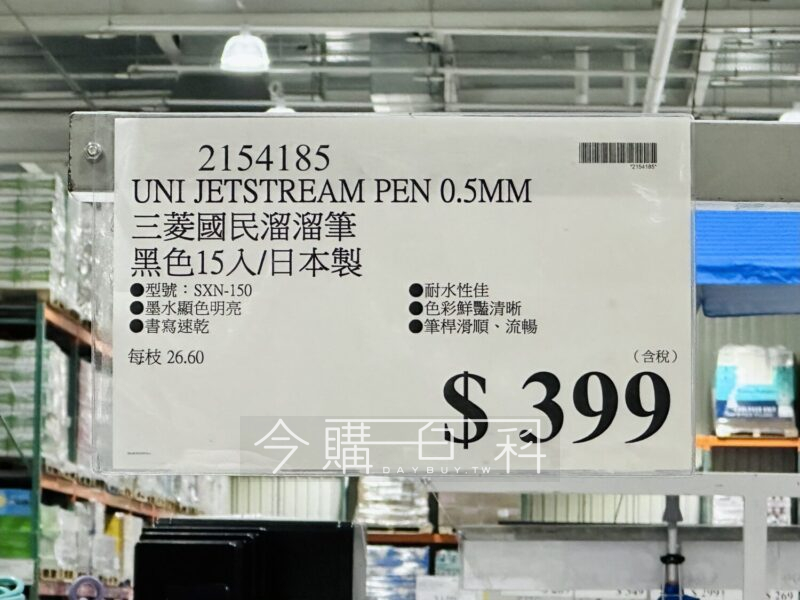 2154185
*2154185*
UNI JETSTREAM PEN 0.5MM
三菱國民溜溜筆
黑色15入/日本製
●型號：SXN-150
●墨水顯色明亮
●書寫速乾
●耐水性佳
●色彩鮮豔清晰
●筆桿滑順、流暢
每枝 26.60
（含稅）
$ 399
今購百科
DAYBUY.TW